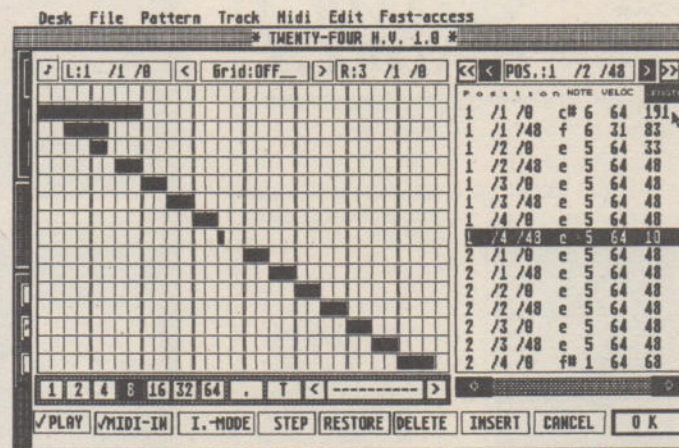 Desk File Pattern Track Midi Edit Fast-access
* TWENTY-FOUR H.V. 1.0 *
L:1 /1 /0 < Grid:OFF__ > R:3 /1 /0 << < POS.:1 /2 /48 > >>
Position NOTE VELOC
1 /1 /0 c# 6 64 191
1 /1 /48 f 6 31 83
1 /2 /0 e 5 64 33
1 /2 /48 e 5 64 48
1 /3 /0 e 5 64 48
1 /3 /48 e 5 64 48
1 /4 /0 e 5 64 48
1 /4 /48 e 5 64 10
2 /1 /0 e 5 64 48
2 /1 /48 e 5 64 48
2 /2 /0 e 5 64 48
2 /2 /48 e 5 64 48
2 /3 /0 e 5 64 48
2 /3 /48 e 5 64 48
2 /4 /0 f# 1 64 68
1 2 4 8 16 32 64 . T < ---------- >
✓PLAY ✓MIDI-IN I.-MODE STEP RESTORE DELETE INSERT CANCEL OK